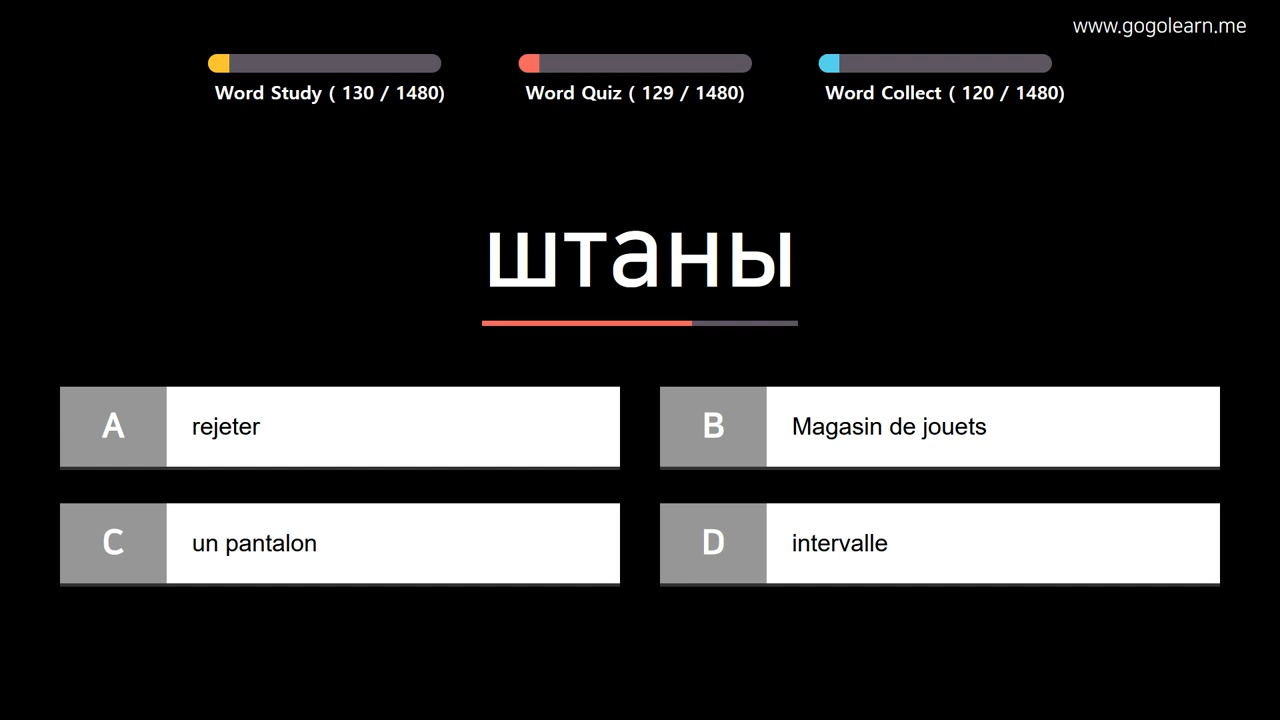 www.gogolearn.me
Word Study ( 130 / 1480)
Word Quiz ( 129 / 1480)
Word Collect ( 120 / 1480)
штаны
A
rejeter
B
Magasin de jouets
C
un pantalon
D
intervalle